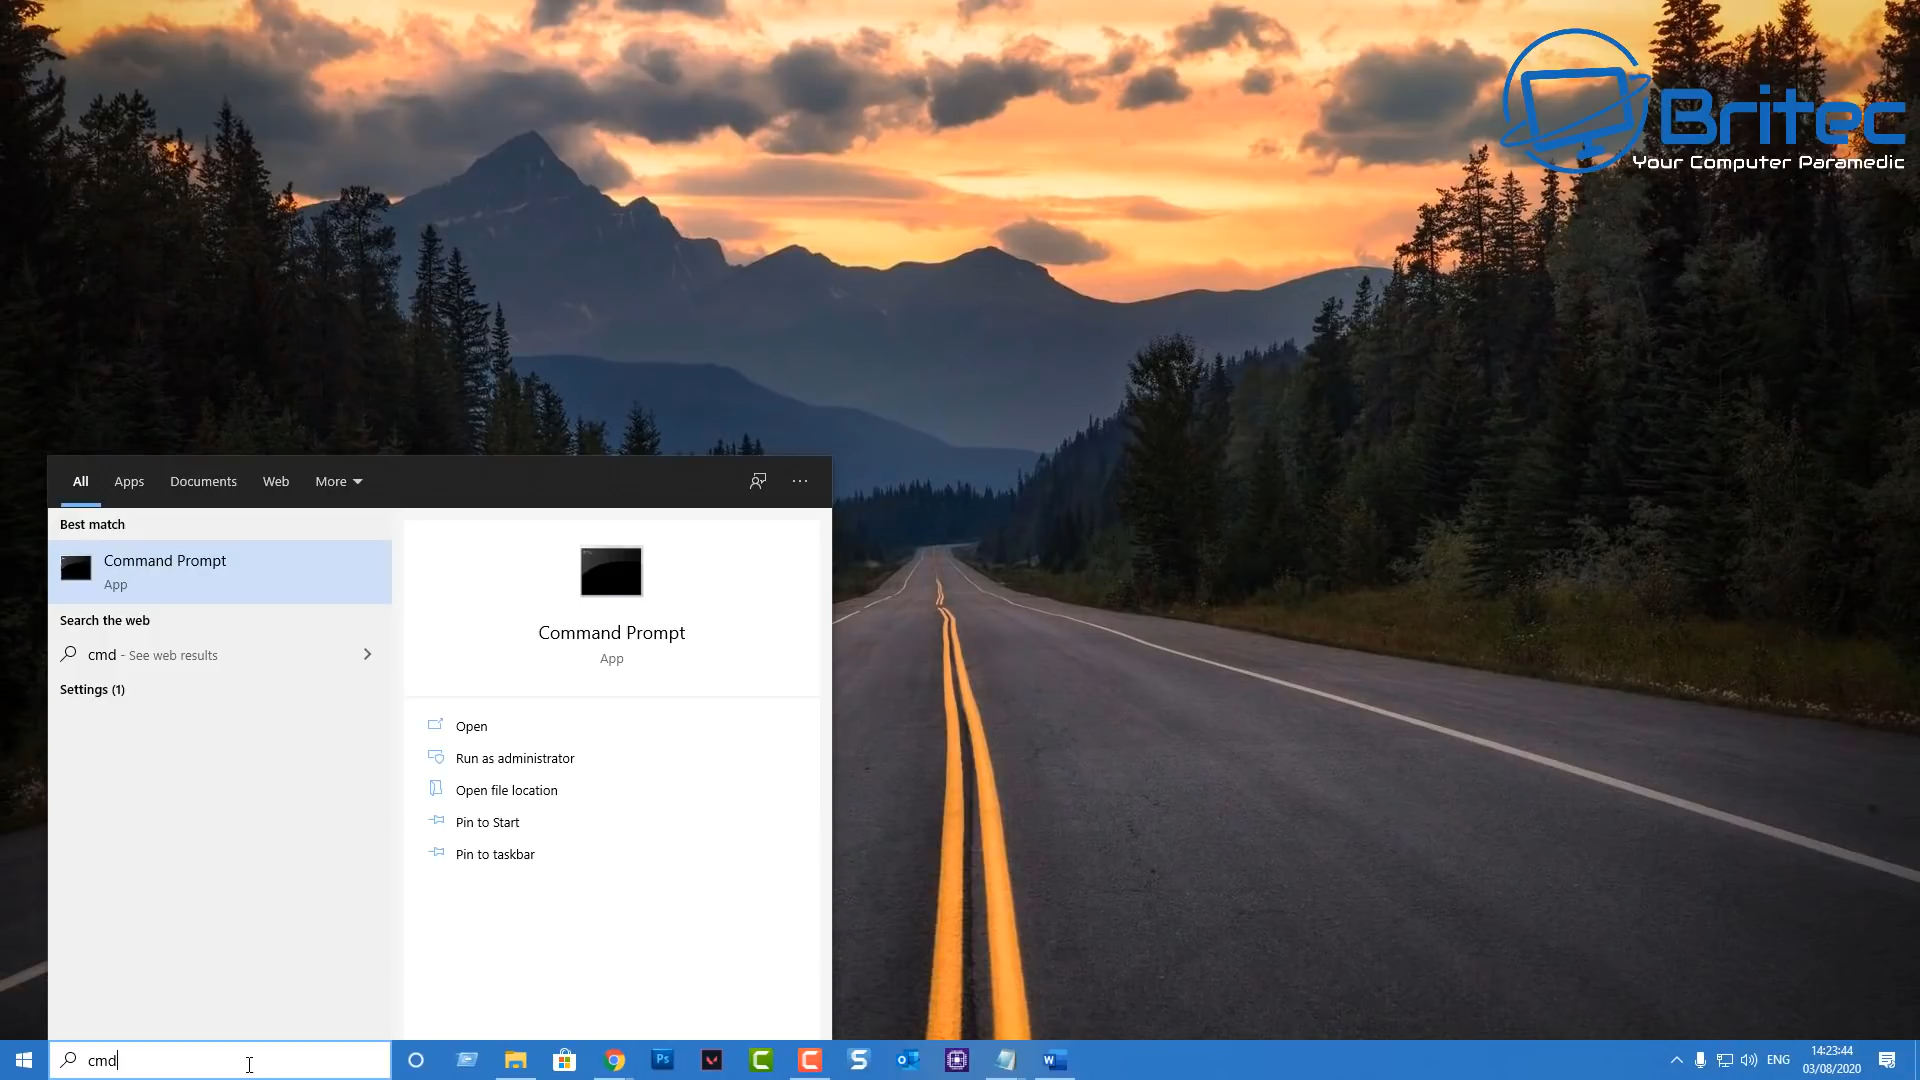 Britec
Your Computer Paramedic
All Apps Documents Web More
Best match
Command Prompt
App
Search the web
cmd - See web results
Settings (1)
Command Prompt
App
Open
Run as administrator
Open file location
Pin to Start
Pin to taskbar
cmd
Ps
S
ENG
14:23:44
03/08/2020